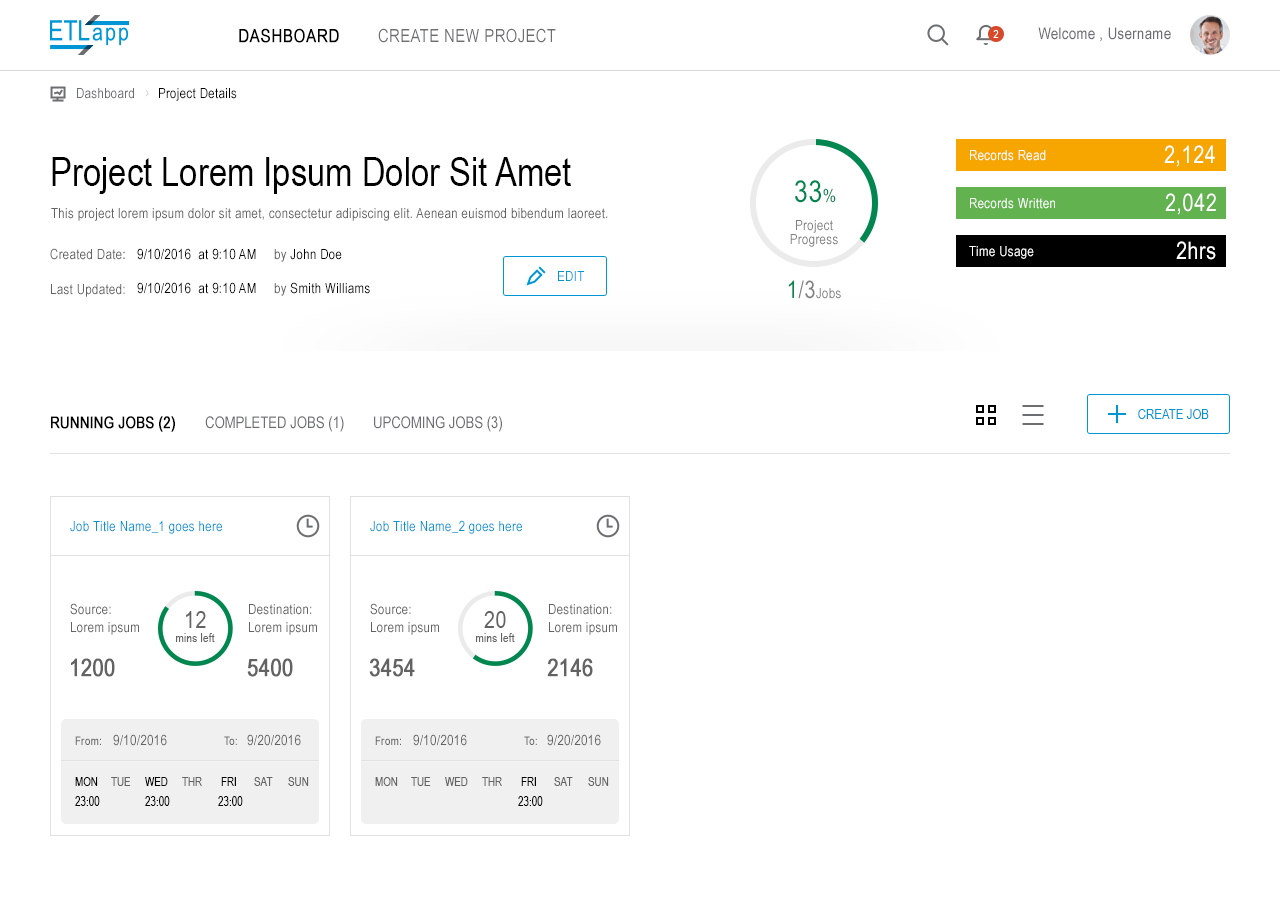 ETLapp
DASHBOARD
CREATE NEW PROJECT
2
Welcome , Username
Dashboard › Project Details
Project Lorem Ipsum Dolor Sit Amet
This project lorem ipsum dolor sit amet, consectetur adipiscing elit. Aenean euismod bibendum laoreet.
Created Date: 9/10/2016 at 9:10 AM by John Doe
Last Updated: 9/10/2016 at 9:10 AM by Smith Williams
EDIT
33%
Project
Progress
1/3Jobs
Records Read 2,124
Records Written 2,042
Time Usage 2hrs
RUNNING JOBS (2)
COMPLETED JOBS (1)
UPCOMING JOBS (3)
CREATE JOB
Job Title Name_1 goes here
Source:
Lorem ipsum
1200
12
mins left
Destination:
Lorem ipsum
5400
From: 9/10/2016 To: 9/20/2016
MON TUE WED THR FRI SAT SUN
23:00 23:00 23:00
Job Title Name_2 goes here
Source:
Lorem ipsum
3454
20
mins left
Destination:
Lorem ipsum
2146
From: 9/10/2016 To: 9/20/2016
MON TUE WED THR FRI SAT SUN
23:00